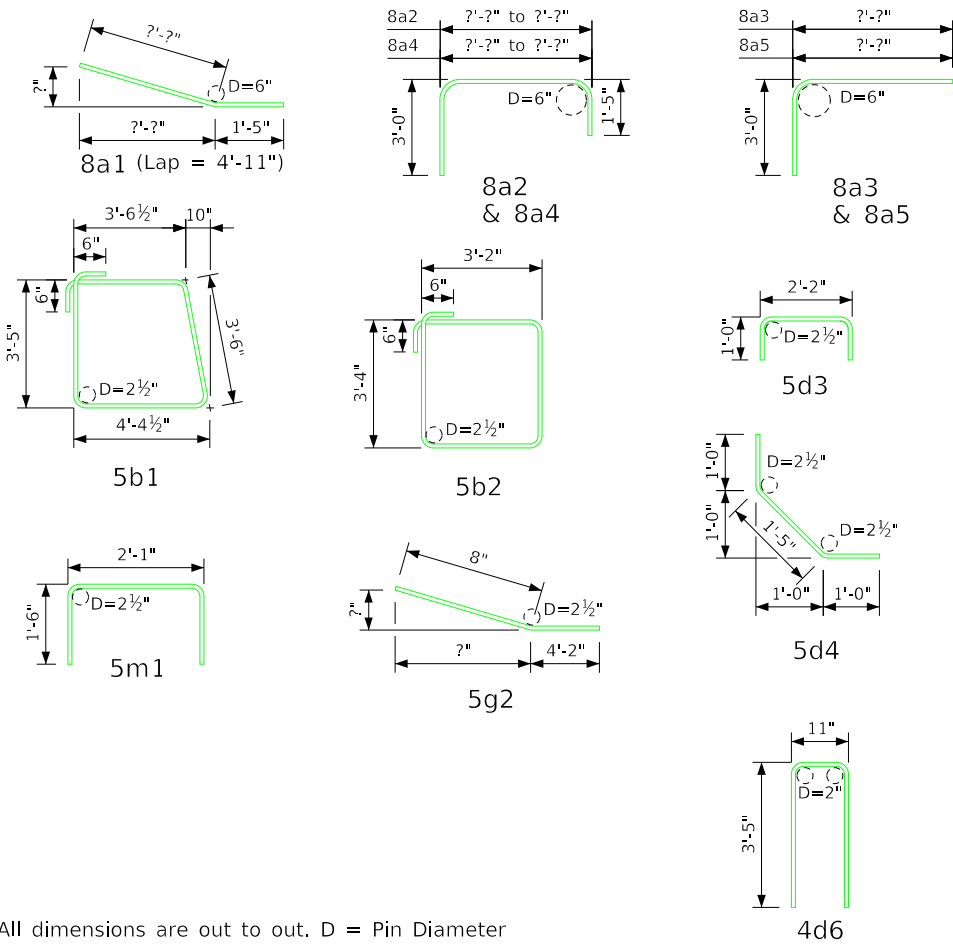 8a2 ?'-?" to ?'-?"
8a4 ?'-?" to ?'-?"
3'-0"
D=6"
1'-5"
8a2
& 8a4
8a3 ?'-?"
8a5 ?'-?"
3'-0"
D=6"
8a3
& 8a5
?'-?"
?"
D=6"
?'-?" 1'-5"
8a1 (Lap = 4'-11")
3'-6½" 10"
6"
6"
3'-5"
3'-6"
D=2½"
4'-4½"
5b1
3'-2"
6"
6"
3'-4"
D=2½"
5b2
2'-2"
1'-0"
D=2½"
5d3
1'-0"
D=2½"
1'-0"
1'-5"
D=2½"
1'-0" 1'-0"
5d4
2'-1"
D=2½"
1'-6"
5m1
8"
?"
D=2½"
?" 4'-2"
5g2
11"
D=2"
3'-5"
4d6
All dimensions are out to out. D = Pin Diameter